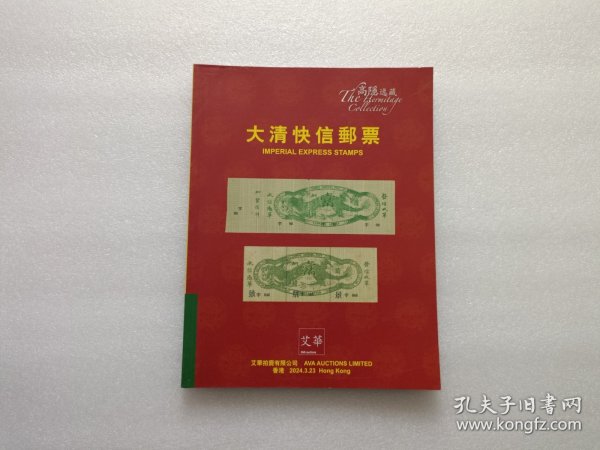 高隱逸藏
The Hermitage
Collection
大清快信郵票
IMPERIAL EXPRESS STAMPS
艾華
艾華拍賣有限公司 AVA AUCTIONS LIMITED
香港 2024.3.23 Hong Kong
孔夫子旧书网
www.kongfz.com